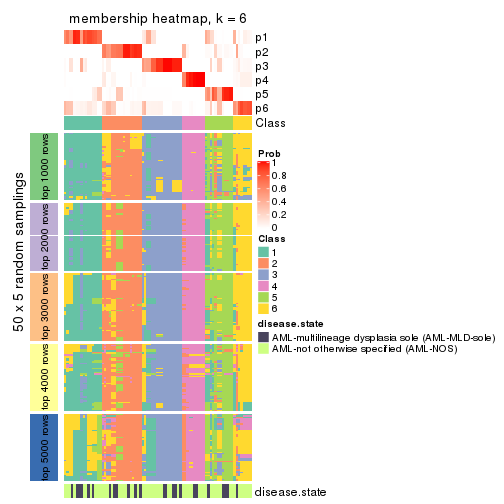 membership heatmap, k = 6
p1
p2
p3
p4
p5
p6
Class
50 x 5 random samplings
top 1000 rows
top 2000 rows
top 3000 rows
top 4000 rows
top 5000 rows
Prob
1
0.8
0.6
0.4
0.2
0
Class
1
2
3
4
5
6
disease.state
AML-multilineage dysplasia sole (AML-MLD-sole)
AML-not otherwise specified (AML-NOS)
disease.state